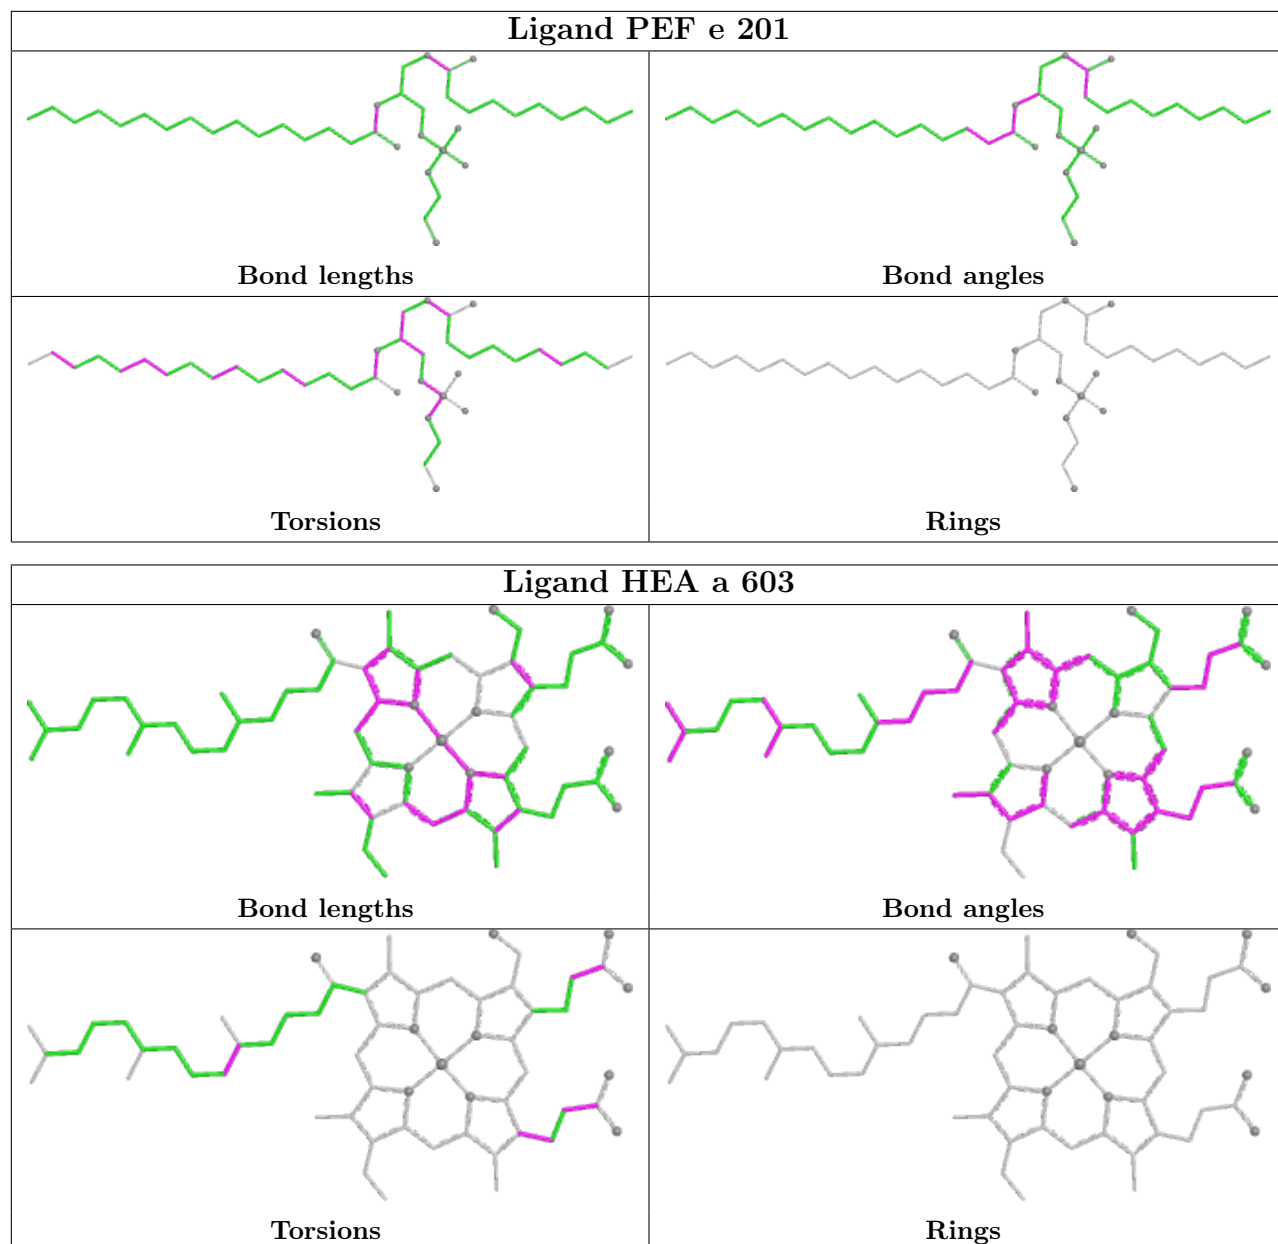 Ligand PEF e 201
Bond lengths
Bond angles
Torsions
Rings
Ligand HEA a 603
Bond lengths
Bond angles
Torsions
Rings